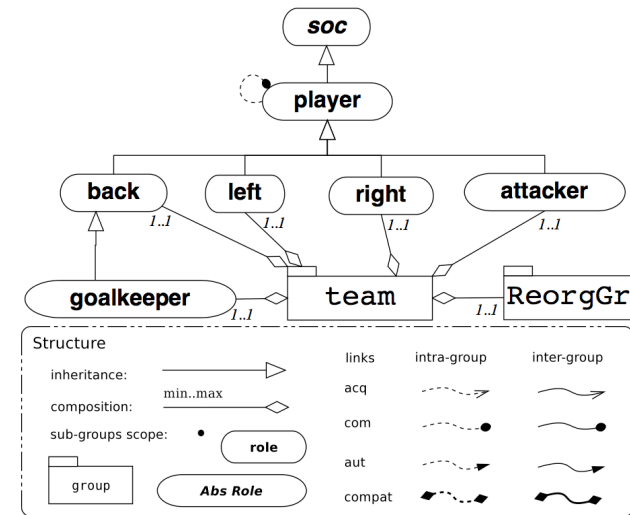 soc
player
back
left
right
attacker
1..1
1..1
1..1
1..1
goalkeeper
team
ReorgGr
1..1
1..1
Structure
links
intra-group
inter-group
inheritance:
acq
min..max
composition:
com
sub-groups scope:
role
aut
group
Abs Role
compat